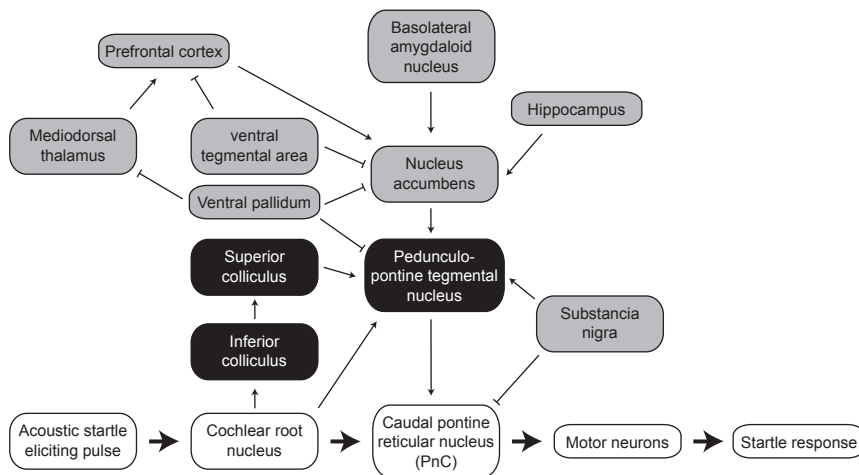 Basolateral
amygdaloid
nucleus
Prefrontal cortex
Hippocampus
Mediodorsal
thalamus
ventral
tegmental area
Nucleus
accumbens
Ventral pallidum
Superior
colliculus
Pedunculo-
pontine tegmental
nucleus
Substancia
nigra
Inferior
colliculus
Acoustic startle
eliciting pulse
Cochlear root
nucleus
Caudal pontine
reticular nucleus
(PnC)
Motor neurons
Startle response